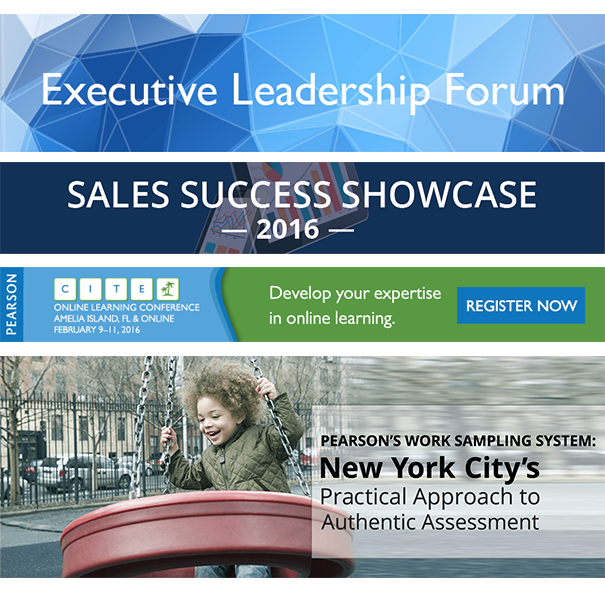 Executive Leadership Forum
SALES SUCCESS SHOWCASE
— 2016 —
PEARSON
CITE
ONLINE LEARNING CONFERENCE
AMELIA ISLAND, FL & ONLINE
FEBRUARY 9–11, 2016
Develop your expertise
in online learning.
REGISTER NOW
PEARSON'S WORK SAMPLING SYSTEM:
New York City's
Practical Approach to
Authentic Assessment